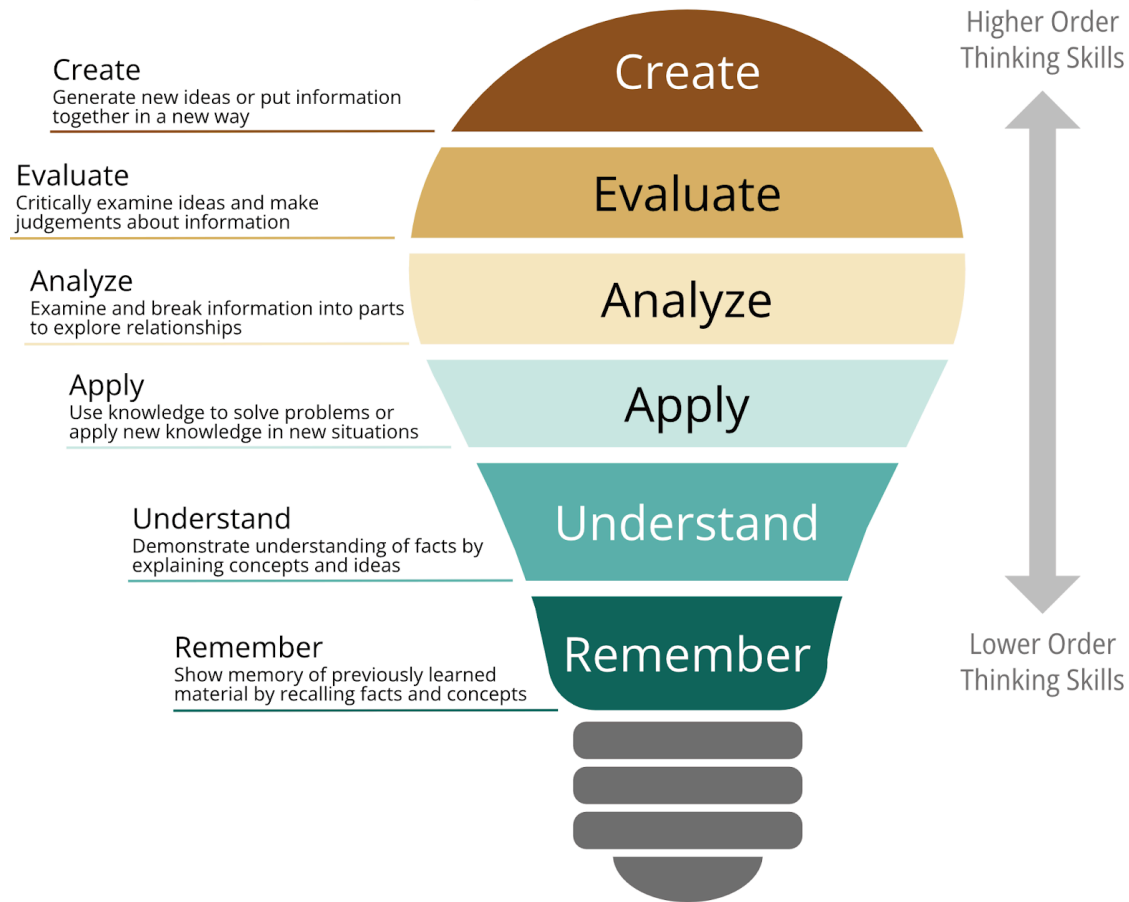 Higher Order
Thinking Skills
Create
Generate new ideas or put information
together in a new way
Create
Evaluate
Critically examine ideas and make
judgements about information
Evaluate
Analyze
Examine and break information into parts
to explore relationships
Analyze
Apply
Use knowledge to solve problems or
apply new knowledge in new situations
Apply
Understand
Demonstrate understanding of facts by
explaining concepts and ideas
Understand
Remember
Show memory of previously learned
material by recalling facts and concepts
Remember
Lower Order
Thinking Skills